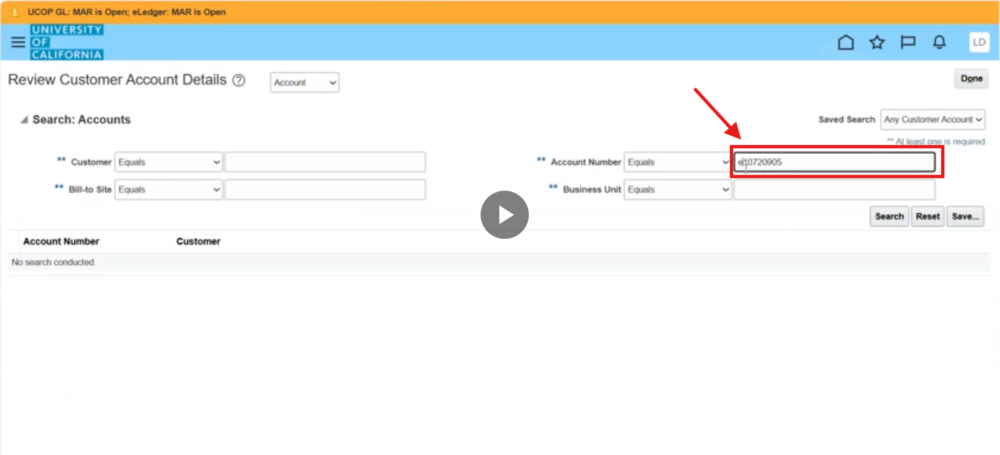 UCOP GL: MAR is Open; eLedger: MAR is Open
UNIVERSITY
OF
CALIFORNIA
LD
Review Customer Account Details ? Account
Done
Search: Accounts
Saved Search Any Customer Account
** At least one is required
** Customer Equals
** Account Number Equals e10720905
** Bill-to Site Equals
** Business Unit Equals
Search Reset Save...
Account Number Customer
No search conducted.